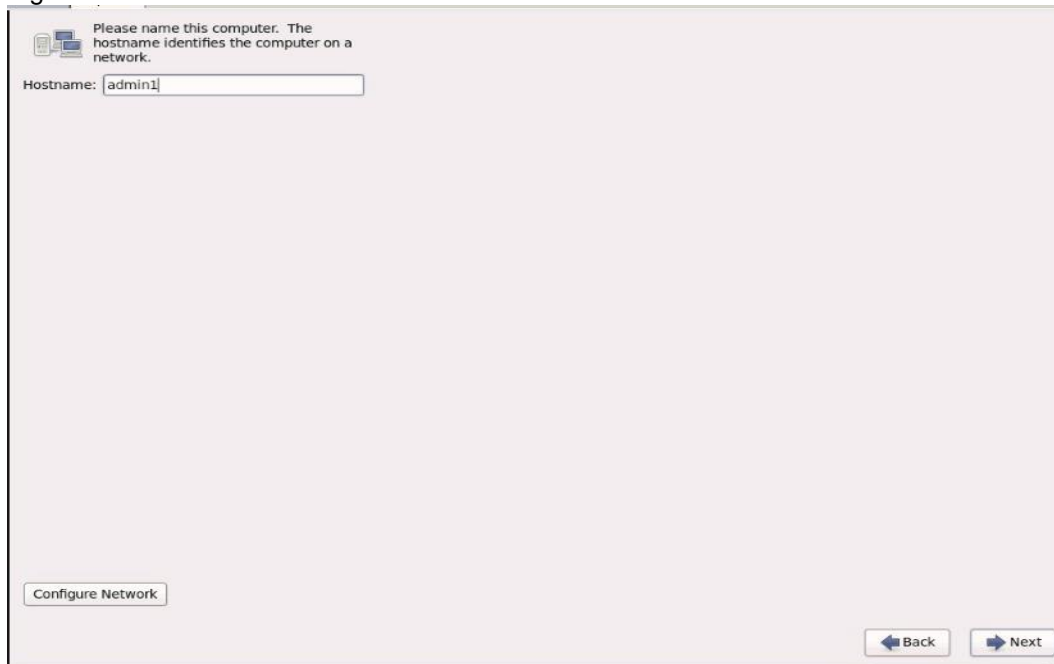 Please name this computer.  The
hostname identifies the computer on a
network.
Hostname: admin1
Configure Network
Back
Next